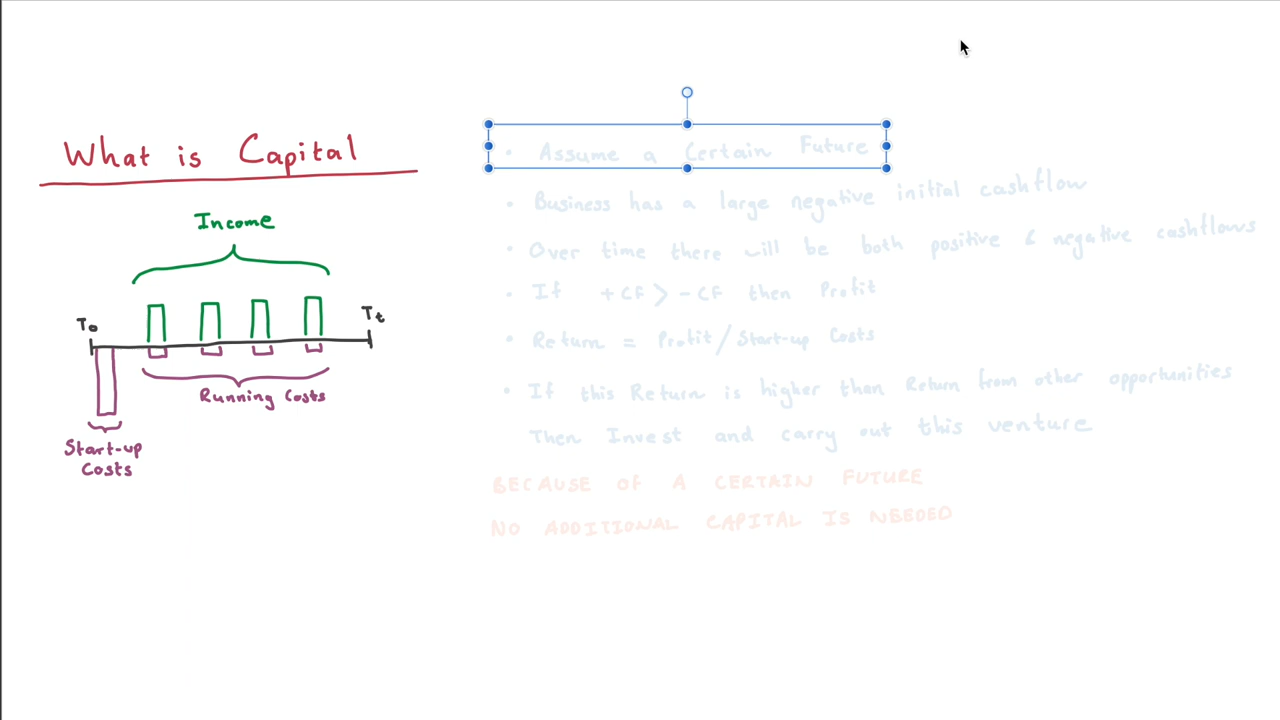 What is Capital
Income
To
Tt
Running Costs
Start-up
Costs
• Assume a Certain Future
• Business has a large negative initial cashflow
• Over time there will be both positive & negative cashflows
• If +CF > -CF then Profit
• Return = Profit/Start-up Costs
• If this Return is higher than Return from other opportunities
Then Invest and carry out this venture
BECAUSE OF A CERTAIN FUTURE
NO ADDITIONAL CAPITAL IS NEEDED